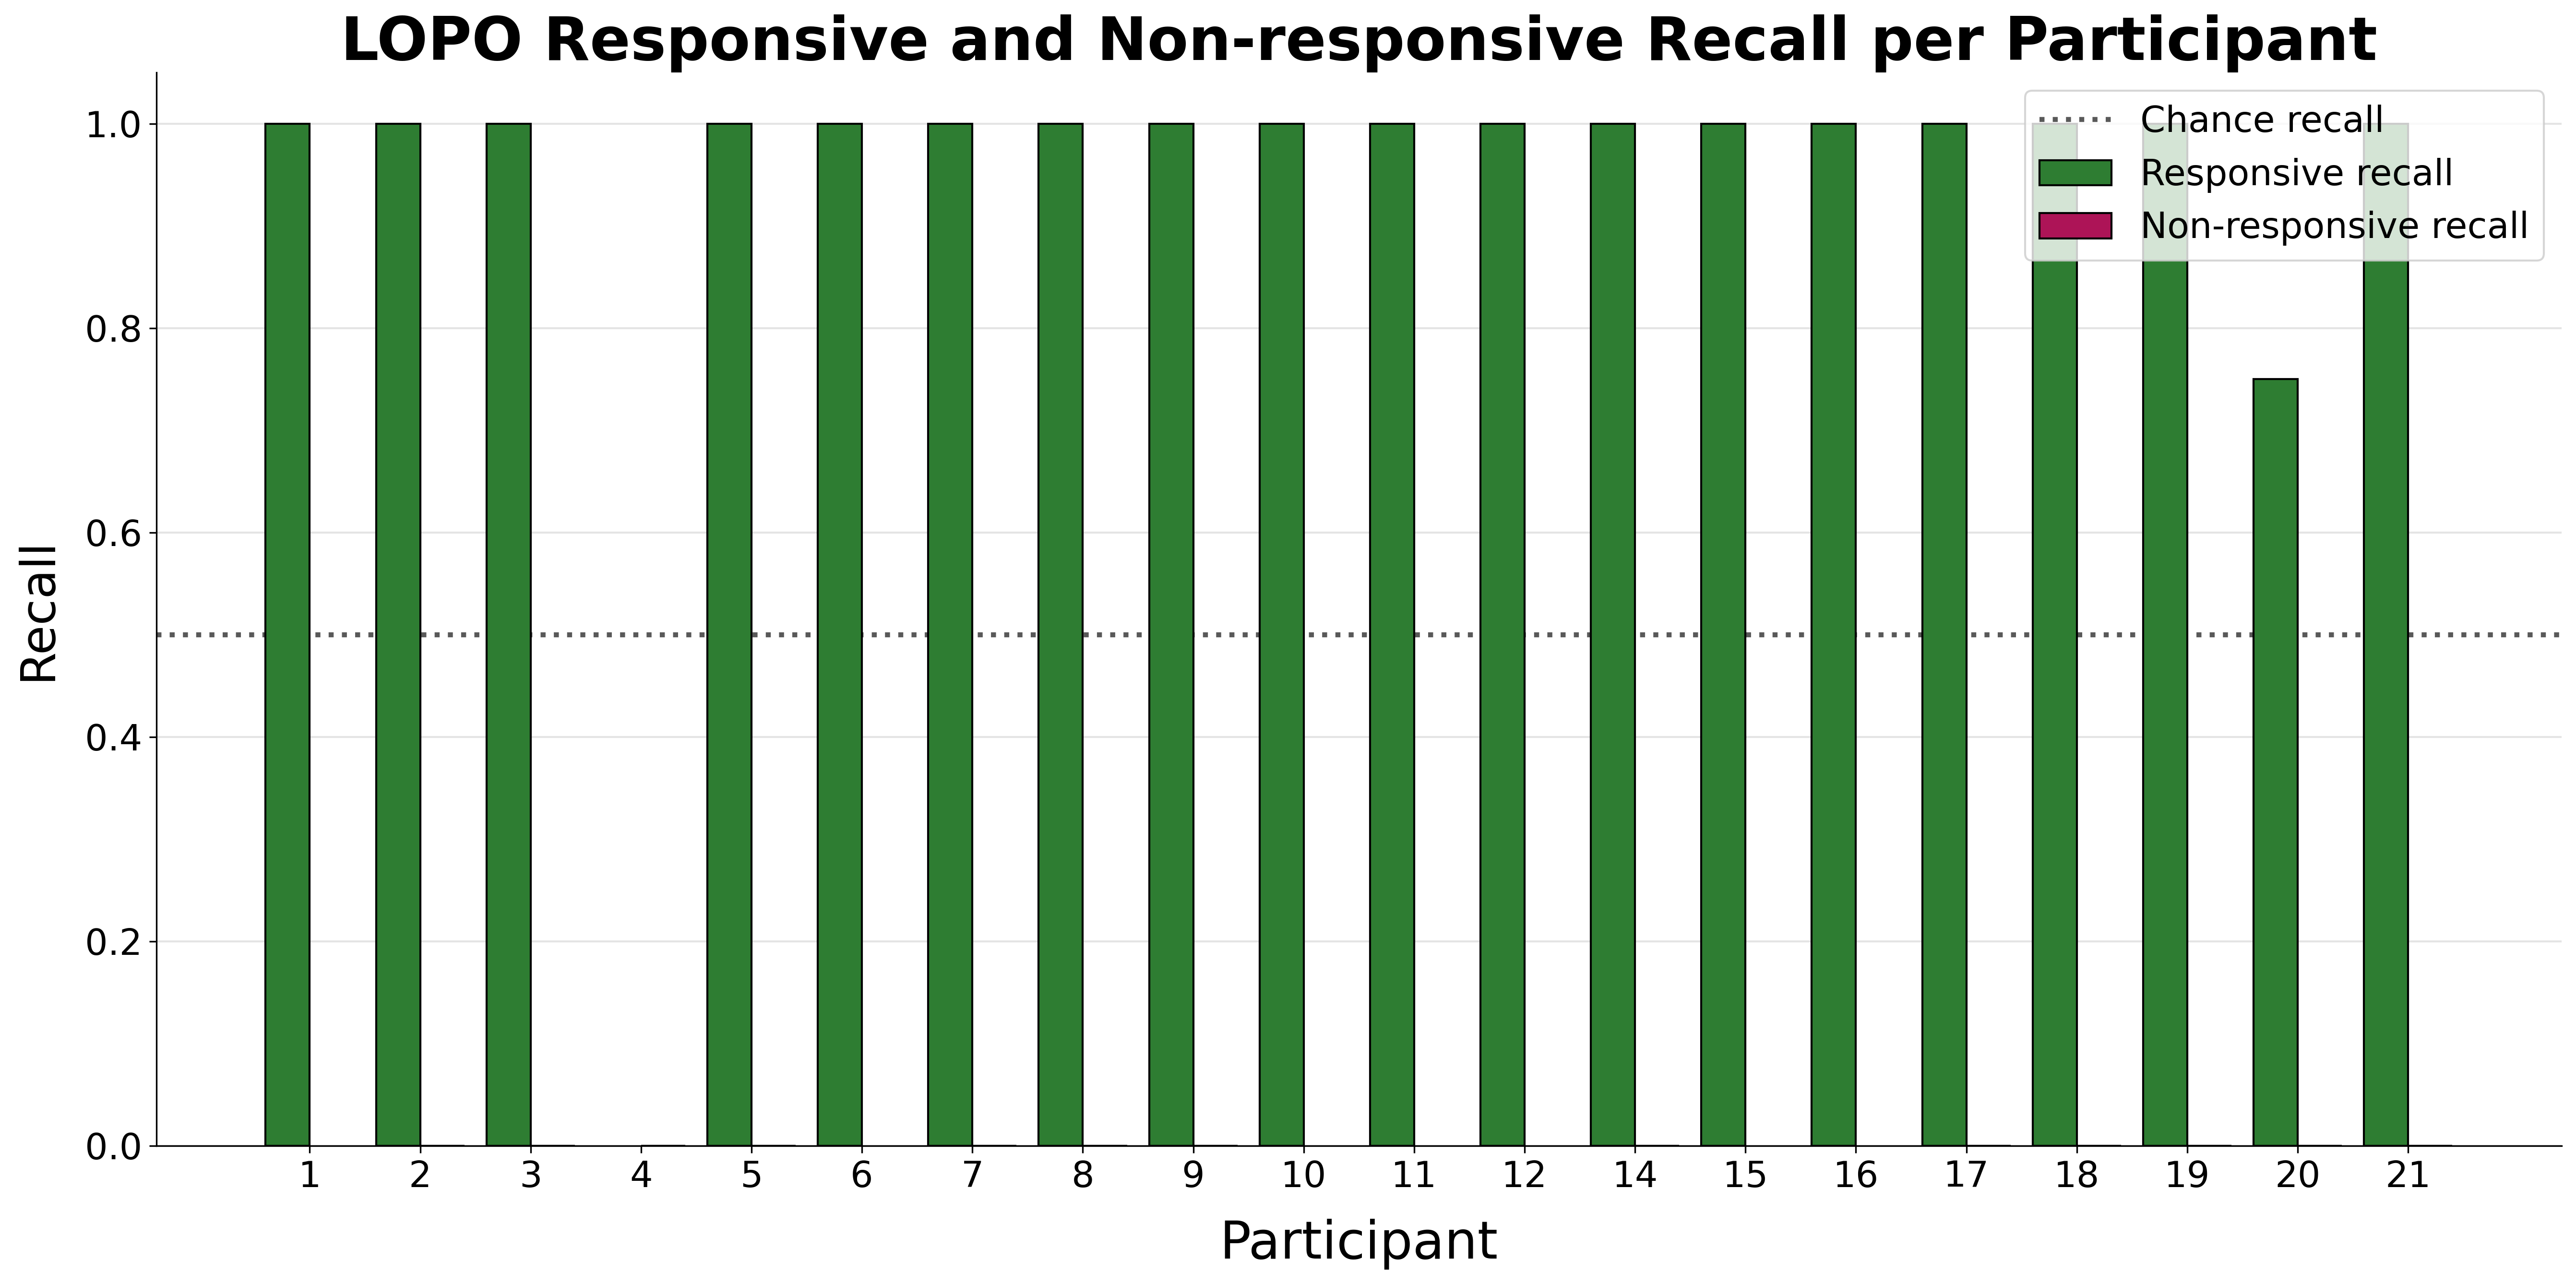 LOPO Responsive and Non-responsive Recall per Participant
Chance recall
Responsive recall
Non-responsive recall
1.0
0.8
0.6
0.4
0.2
0.0
Recall
1 2 3 4 5 6 7 8 9 10 11 12 14 15 16 17 18 19 20 21
Participant